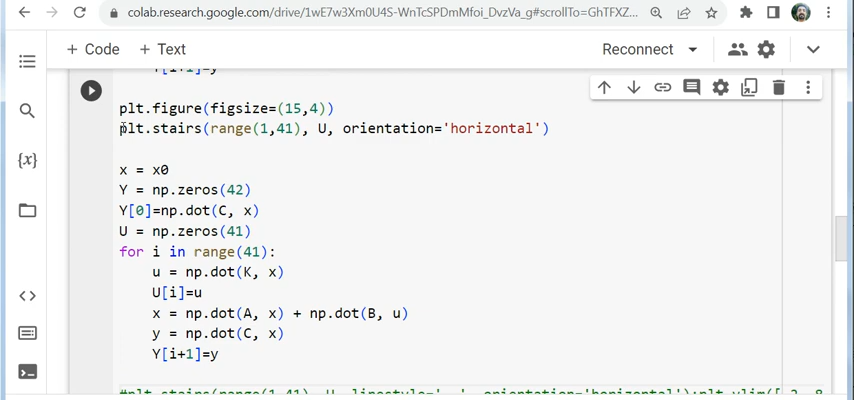 colab.research.google.com/drive/1wE7w3Xm0U4S-WnTcSPDmMfoi_DvzVa_g#scrollTo=GhTFXZ...
+ Code + Text
Reconnect
Y[i+1]=y
plt.figure(figsize=(15,4))
plt.stairs(range(1,41), U, orientation='horizontal')
x = x0
Y = np.zeros(42)
Y[0]=np.dot(C, x)
U = np.zeros(41)
for i in range(41):
u = np.dot(K, x)
U[i]=u
x = np.dot(A, x) + np.dot(B, u)
y = np.dot(C, x)
Y[i+1]=y
{x}